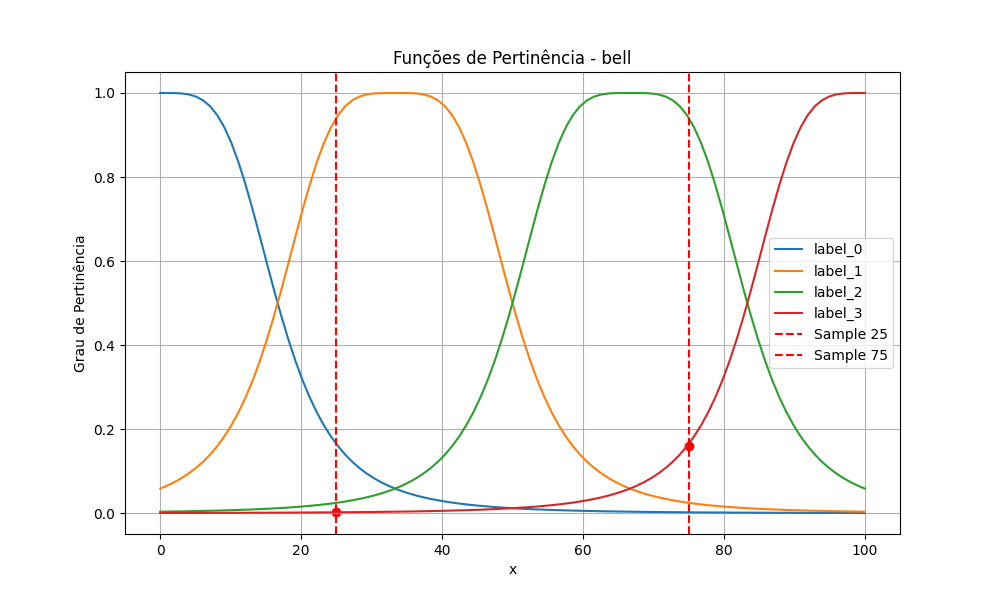 Funções de Pertinência - bell
Grau de Pertinência
1.0
0.8
0.6
0.4
0.2
0.0
label_0
label_1
label_2
label_3
Sample 25
Sample 75
0 20 40 60 80 100
x